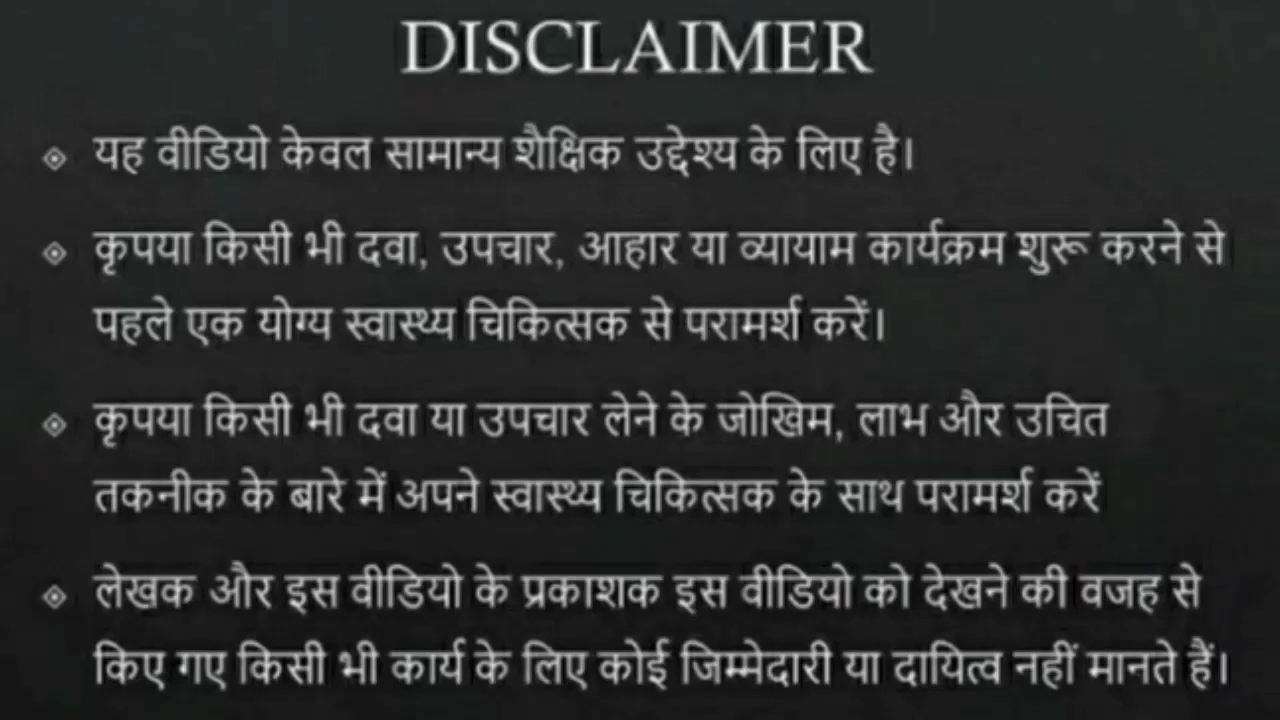 DISCLAIMER
यह वीडियो केवल सामान्य शैक्षिक उद्देश्य के लिए है।
कृपया किसी भी दवा, उपचार, आहार या व्यायाम कार्यक्रम शुरू करने से
पहले एक योग्य स्वास्थ्य चिकित्सक से परामर्श करें।
कृपया किसी भी दवा या उपचार लेने के जोखिम, लाभ और उचित
तकनीक के बारे में अपने स्वास्थ्य चिकित्सक के साथ परामर्श करें
लेखक और इस वीडियो के प्रकाशक इस वीडियो को देखने की वजह से
किए गए किसी भी कार्य के लिए कोई जिम्मेदारी या दायित्व नहीं मानते हैं।